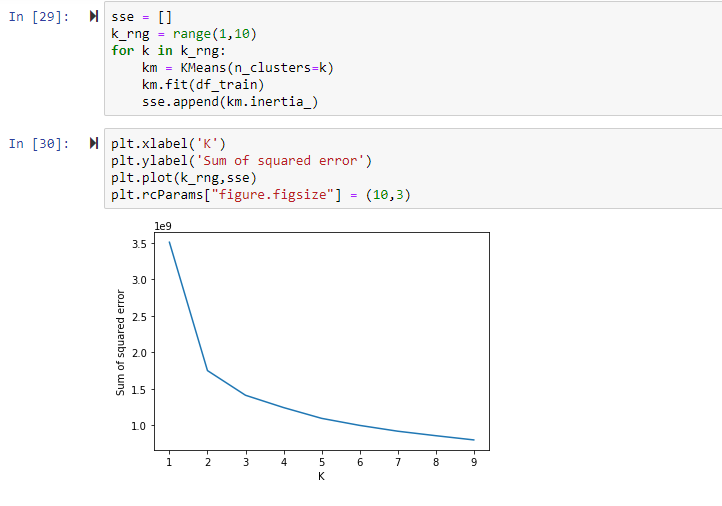 In [29]: sse = []
k_rng = range(1,10)
for k in k_rng:
    km = KMeans(n_clusters=k)
    km.fit(df_train)
    sse.append(km.inertia_)
In [30]: plt.xlabel('K')
plt.ylabel('Sum of squared error')
plt.plot(k_rng,sse)
plt.rcParams["figure.figsize"] = (10,3)
1e9
3.5
3.0
2.5
2.0
1.5
1.0
Sum of squared error
1 2 3 4 5 6 7 8 9
K